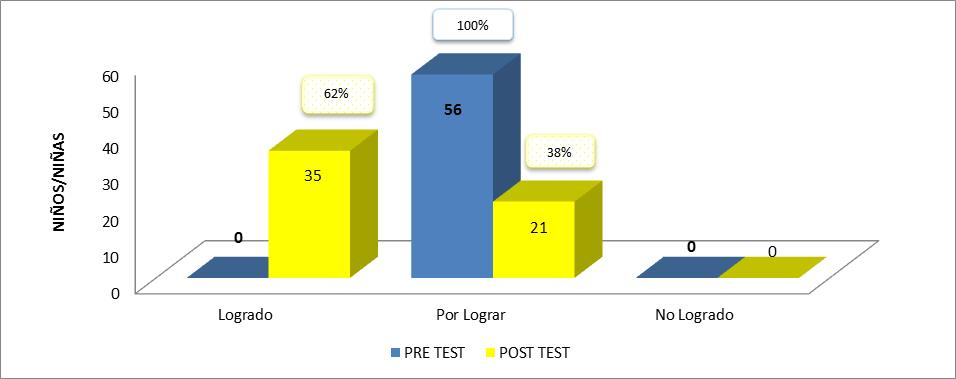 100%
62%
38%
NIÑOS/NIÑAS
60
50
40
30
20
10
0
0
35
56
21
0
0
Logrado
Por Lograr
No Logrado
PRE TEST
POST TEST